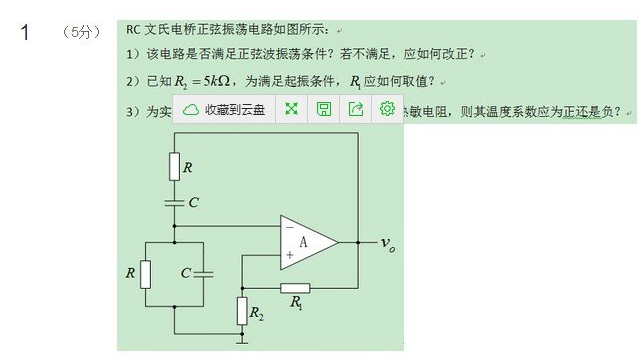 1 （5分） RC 文氏电桥正弦振荡电路如图所示：
1）该电路是否满足正弦波振荡条件？若不满足，应如何改正？
2）已知 R₂ = 5kΩ，为满足起振条件，R₁ 应如何取值？
3）为实 收藏到云盘 热敏电阻，则其温度系数应为正还是负？
R
C
A
−
+
vₒ
R
C
R₁
R₂